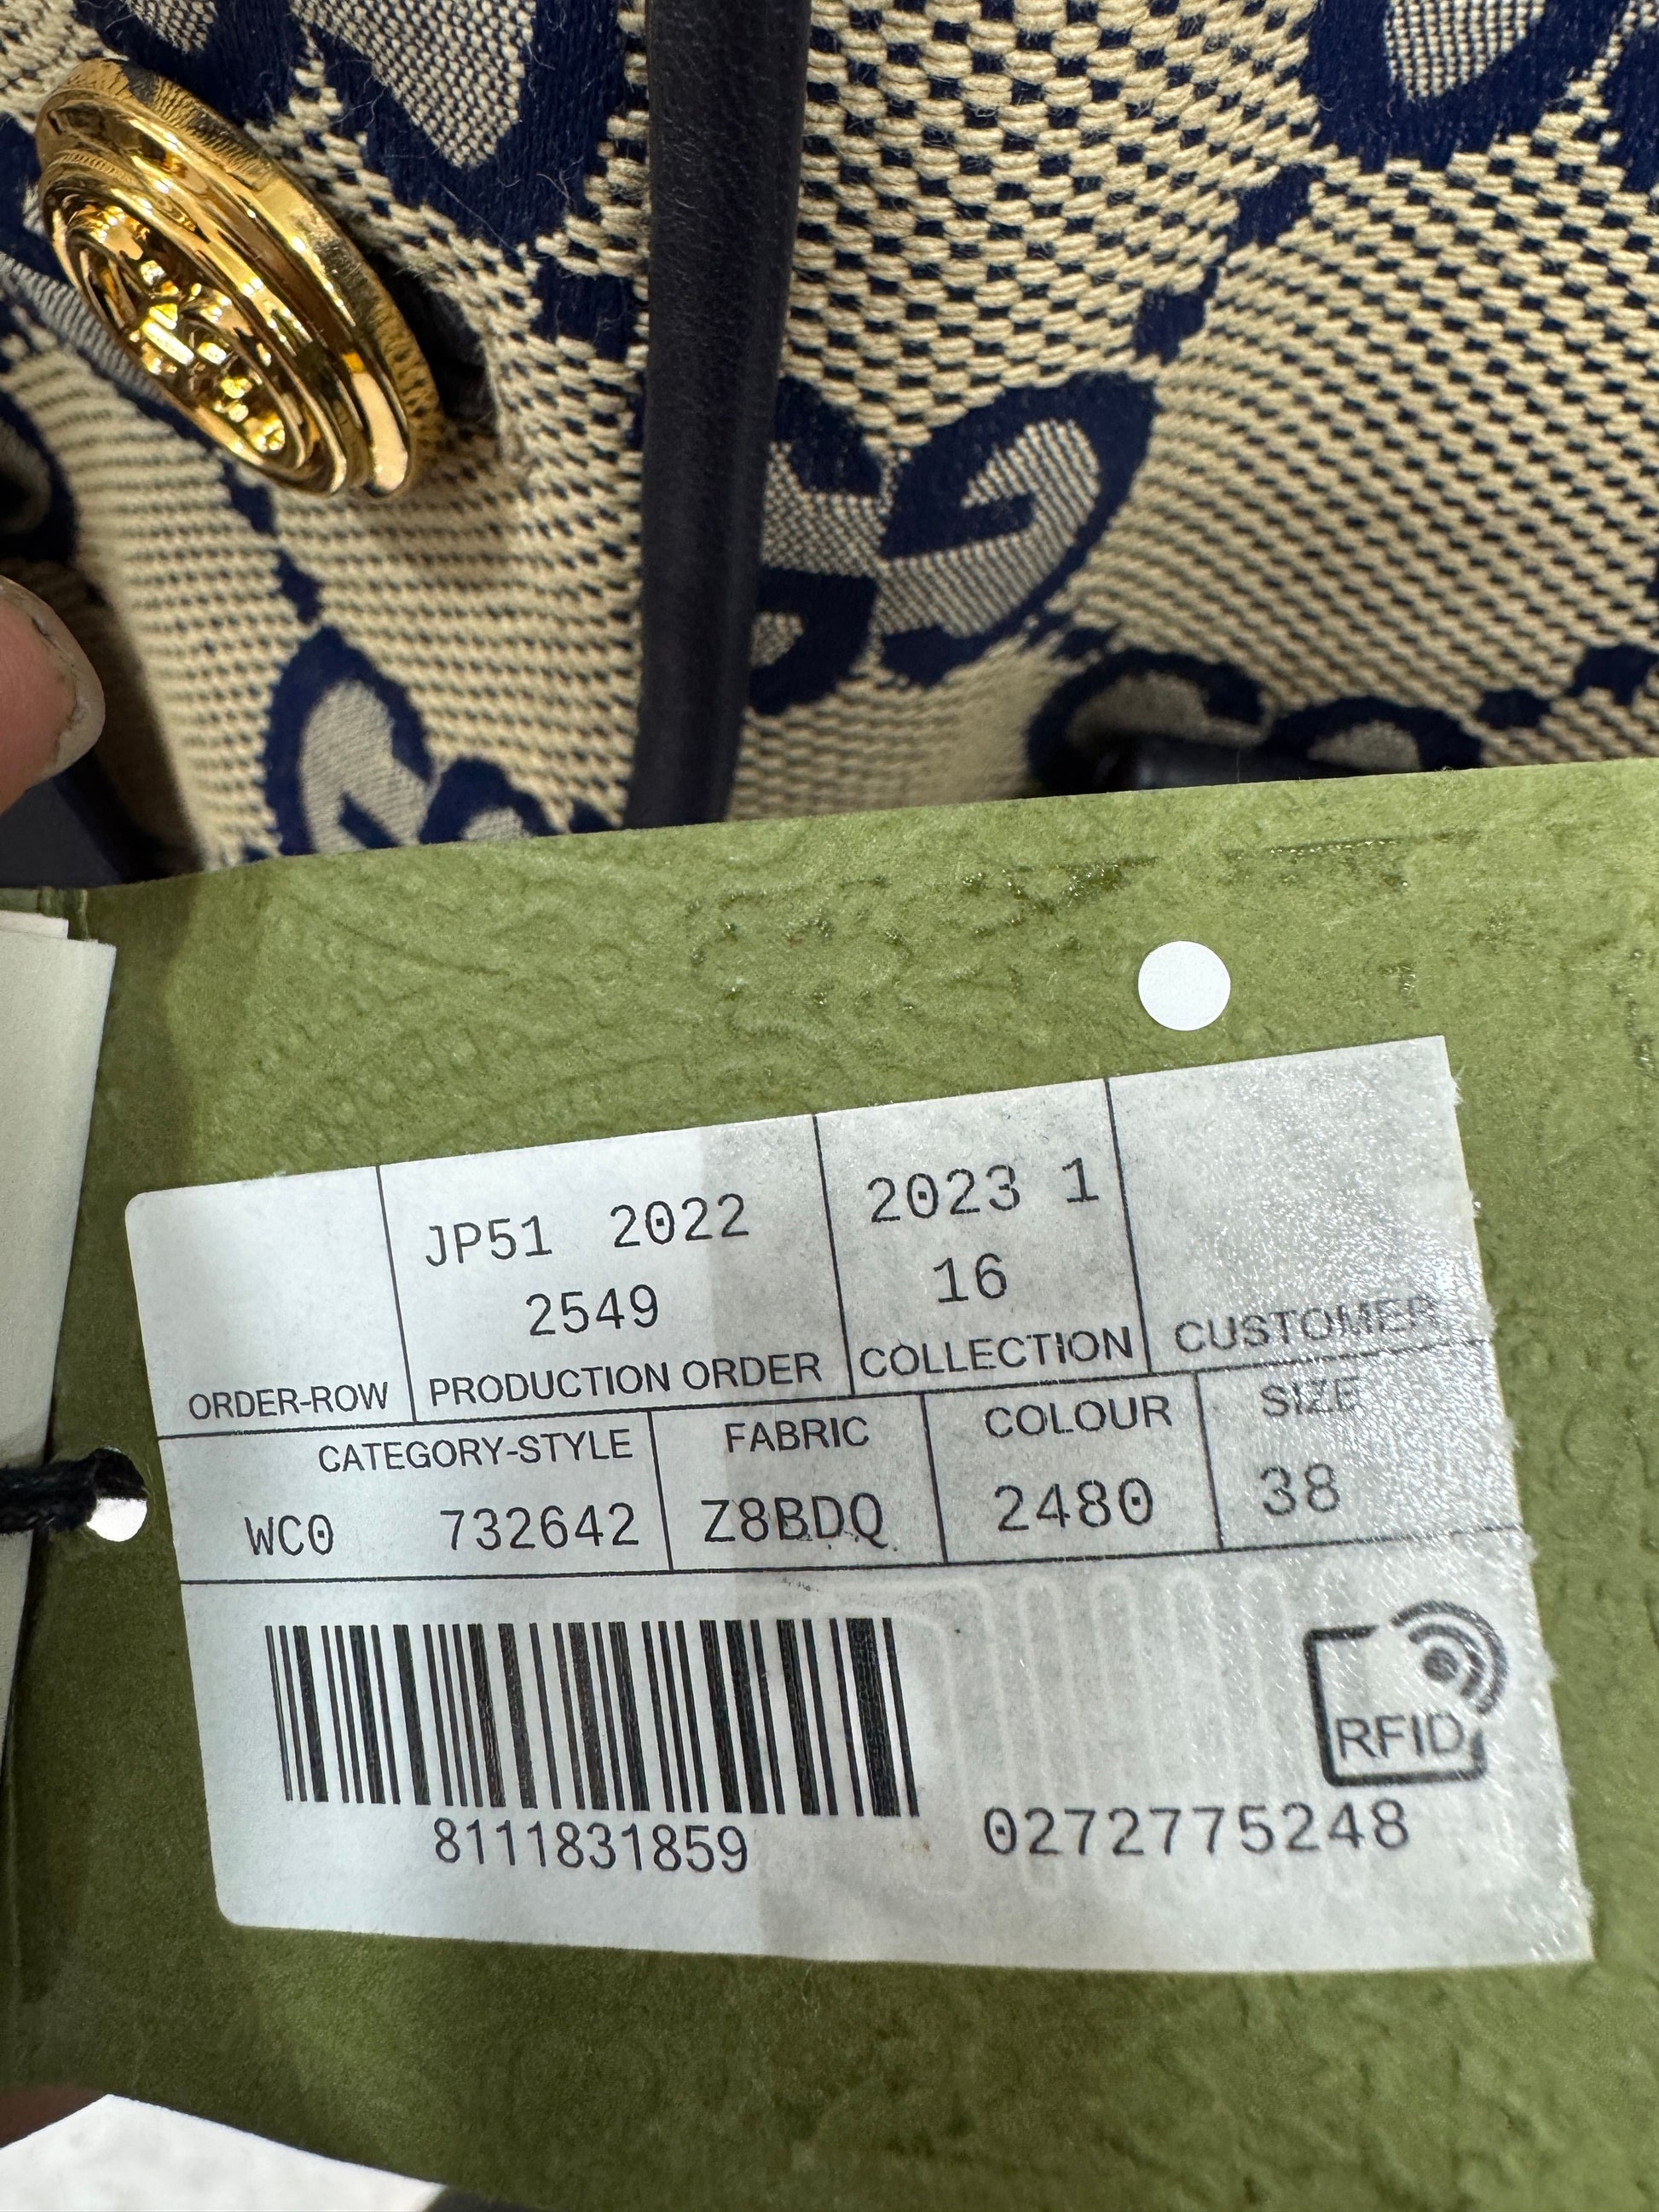 JP51 2022
2549
2023 1
16
ORDER-ROW PRODUCTION ORDER COLLECTION CUSTOMER
CATEGORY-STYLE FABRIC COLOUR SIZE
WC0 732642 Z8BDQ 2480 38
RFID
8111831859 0272775248